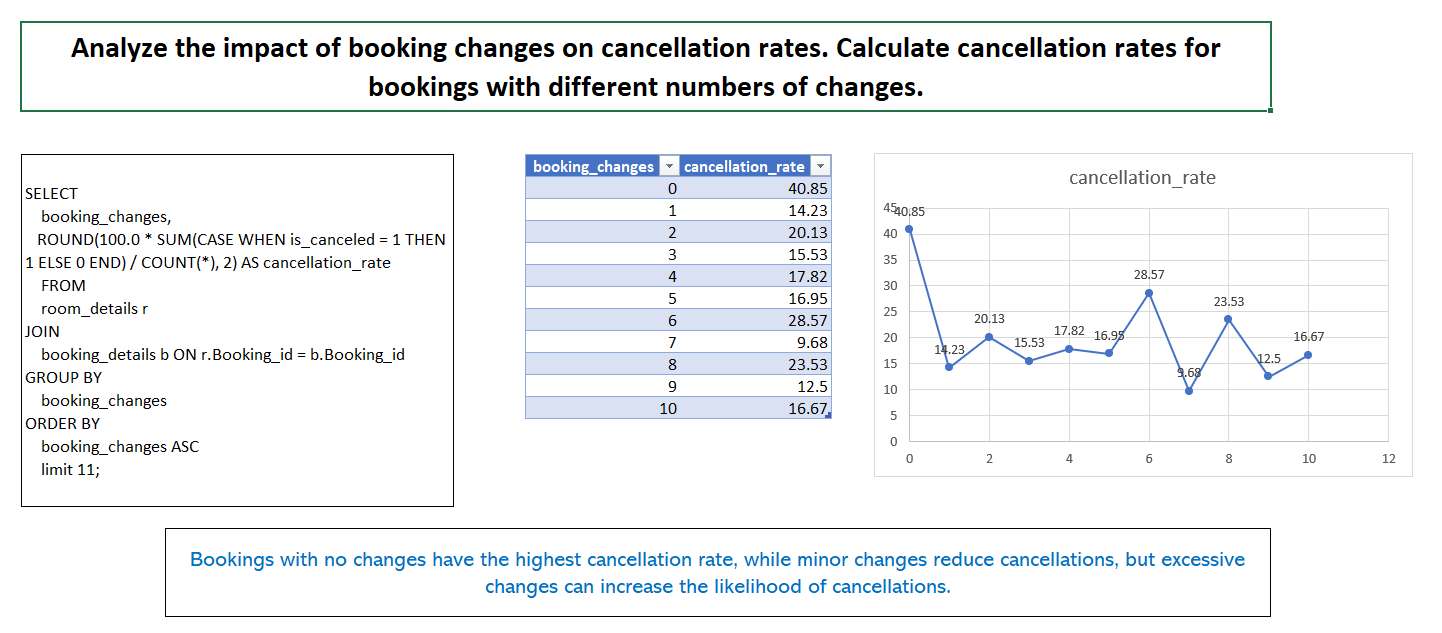 Analyze the impact of booking changes on cancellation rates. Calculate cancellation rates for
bookings with different numbers of changes.
SELECT
booking_changes,
ROUND(100.0 * SUM(CASE WHEN is_canceled = 1 THEN
1 ELSE 0 END) / COUNT(*), 2) AS cancellation_rate
FROM
room_details r
JOIN
booking_details b ON r.Booking_id = b.Booking_id
GROUP BY
booking_changes
ORDER BY
booking_changes ASC
limit 11;
booking_changes cancellation_rate
0 40.85
1 14.23
2 20.13
3 15.53
4 17.82
5 16.95
6 28.57
7 9.68
8 23.53
9 12.5
10 16.67
cancellation_rate
45
40
35
30
25
20
15
10
5
0
40.85
14.23
20.13
15.53
17.82
16.95
28.57
9.68
23.53
12.5
16.67
0 2 4 6 8 10 12
Bookings with no changes have the highest cancellation rate, while minor changes reduce cancellations, but excessive
changes can increase the likelihood of cancellations.